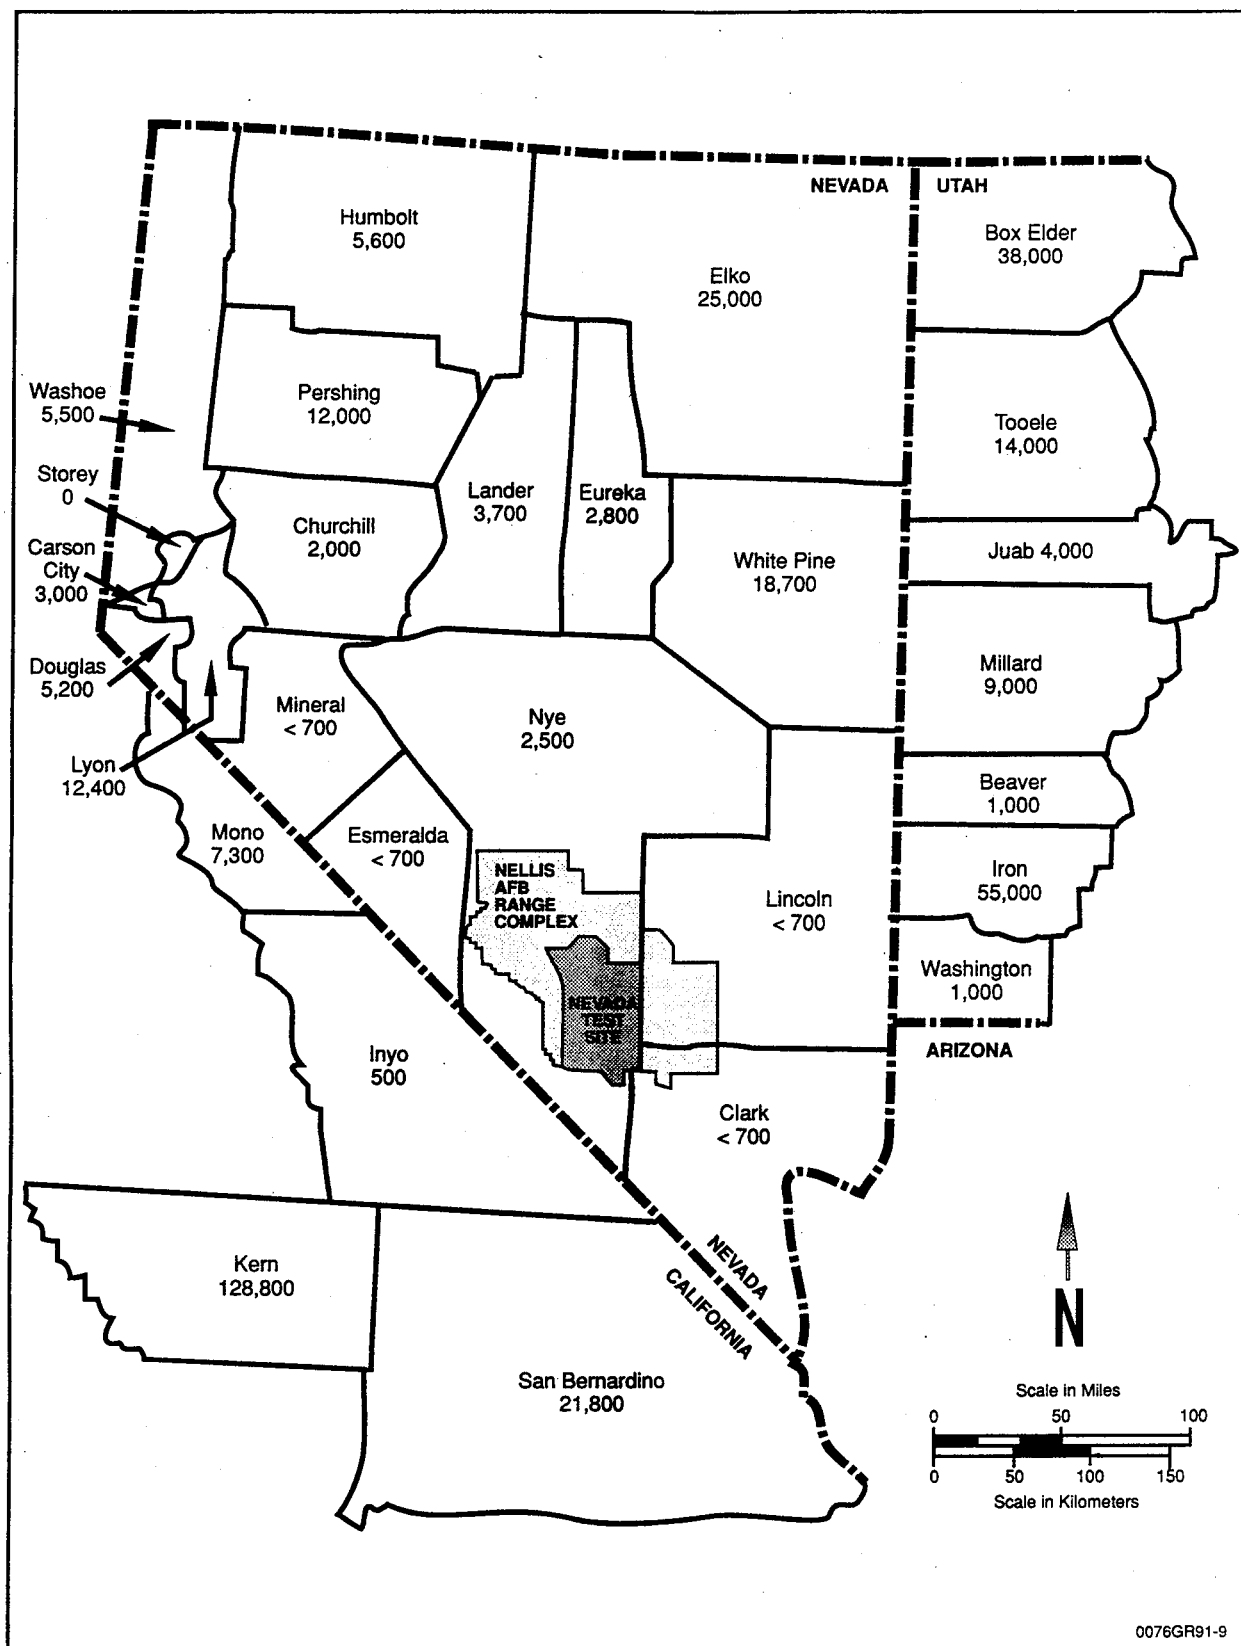 NEVADA
UTAH
Humbolt
5,600
Elko
25,000
Box Elder
38,000
Washoe
5,500
Pershing
12,000
Tooele
14,000
Storey
0
Lander
3,700
Eureka
2,800
Churchill
2,000
Carson
City
3,000
White Pine
18,700
Juab 4,000
Douglas
5,200
Mineral
< 700
Nye
2,500
Millard
9,000
Lyon
12,400
Beaver
1,000
Mono
7,300
Esmeralda
< 700
NELLIS
AFB
RANGE
COMPLEX
Lincoln
< 700
Iron
55,000
Washington
1,000
NEVADA
TEST
SITE
ARIZONA
Inyo
500
Clark
< 700
Kern
128,800
NEVADA
CALIFORNIA
N
San Bernardino
21,800
Scale in Miles
0 50 100
0 50 100 150
Scale in Kilometers
0076GR91-9